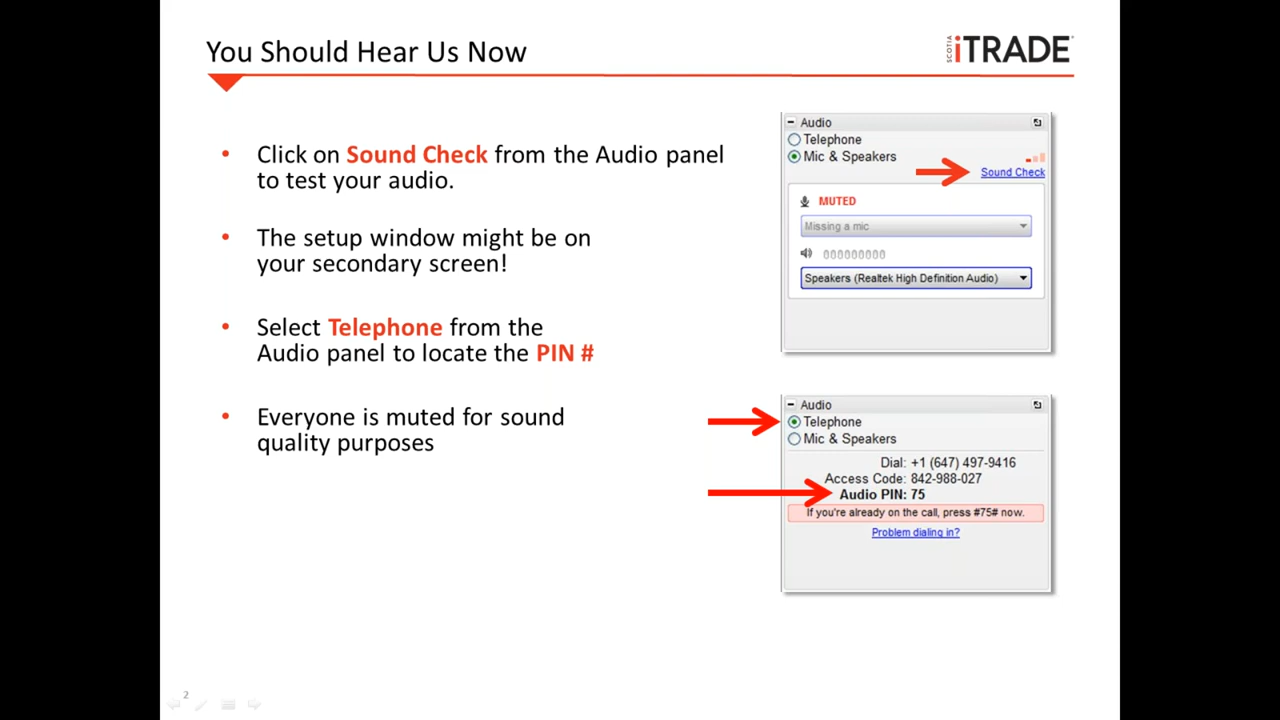 You Should Hear Us Now
SCOTIA iTRADE
• Click on Sound Check from the Audio panel
to test your audio.
• The setup window might be on
your secondary screen!
• Select Telephone from the
Audio panel to locate the PIN #
• Everyone is muted for sound
quality purposes
Audio
Telephone
Mic & Speakers
Sound Check
MUTED
Missing a mic
Speakers (Realtek High Definition Audio)
Audio
Telephone
Mic & Speakers
Dial: +1 (647) 497-9416
Access Code: 842-988-027
Audio PIN: 75
If you're already on the call, press #75# now.
Problem dialing in?
2